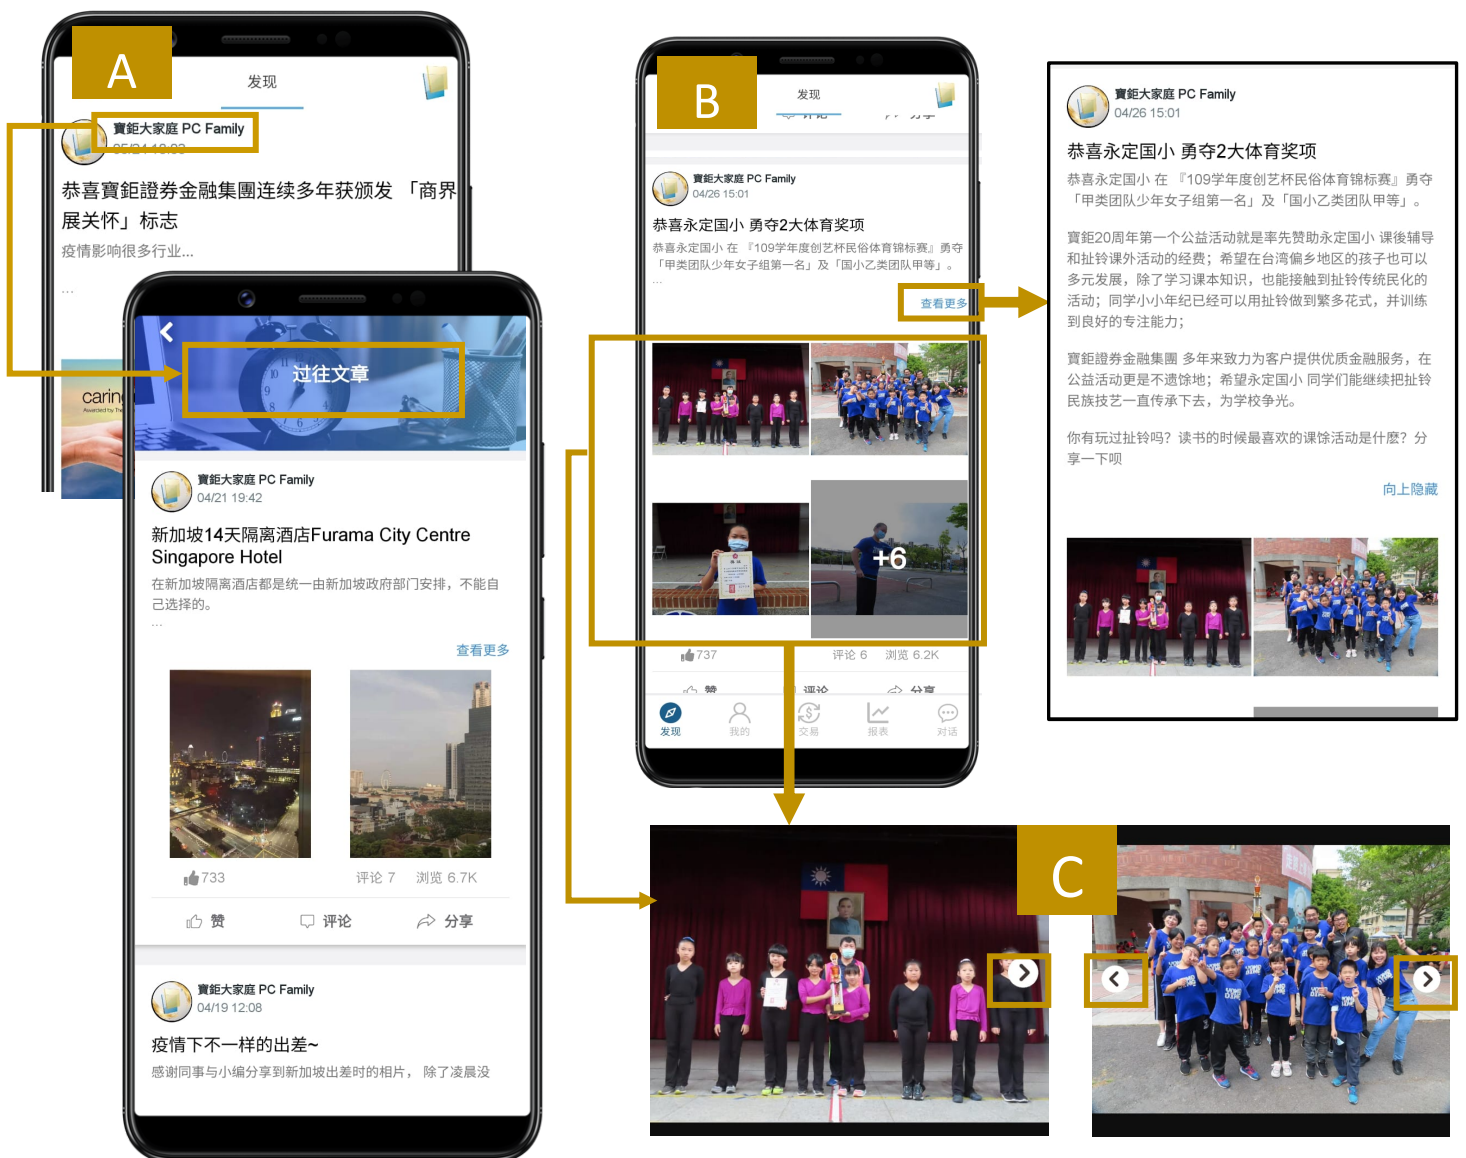 A
发现
寶鉅大家庭 PC Family
恭喜寶鉅證券金融集團连续多年获颁发 「商界
展关怀」标志
疫情影响很多行业...
...
caring
过往文章
寶鉅大家庭 PC Family
04/21 19:42
新加坡14天隔离酒店Furama City Centre
Singapore Hotel
在新加坡隔离酒店都是统一由新加坡政府部门安排，不能自
己选择的。
...
查看更多
733
评论 7
浏览 6.7K
赞
评论
分享
寶鉅大家庭 PC Family
04/19 12:08
疫情下不一样的出差~
感谢同事与小编分享到新加坡出差时的相片， 除了凌晨没
B
发现
评论
分享
寶鉅大家庭 PC Family
04/26 15:01
恭喜永定国小 勇夺2大体育奖项
恭喜永定国小 在 『109学年度创艺杯民俗体育锦标赛』勇夺
「甲类团队少年女子组第一名」及「国小乙类团队甲等」。
...
查看更多
+6
737
评论 6
浏览 6.2K
赞
评论
分享
发现
我的
交易
报表
对话
寶鉅大家庭 PC Family
04/26 15:01
恭喜永定国小 勇夺2大体育奖项
恭喜永定国小 在 『109学年度创艺杯民俗体育锦标赛』勇夺
「甲类团队少年女子组第一名」及「国小乙类团队甲等」。
寶鉅20周年第一个公益活动就是率先赞助永定国小 课後辅导
和扯铃课外活动的经费；希望在台湾偏乡地区的孩子也可以
多元发展，除了学习课本知识，也能接触到扯铃传统民化的
活动；同学小小年纪已经可以用扯铃做到繁多花式，并训练
到良好的专注能力；
寶鉅證券金融集團 多年来致力为客户提供优质金融服务，在
公益活动更是不遗馀地；希望永定国小 同学们能继续把扯铃
民族技艺一直传承下去，为学校争光。
你有玩过扯铃吗？读书的时候最喜欢的课馀活动是什麽？分
享一下呗
向上隐藏
C